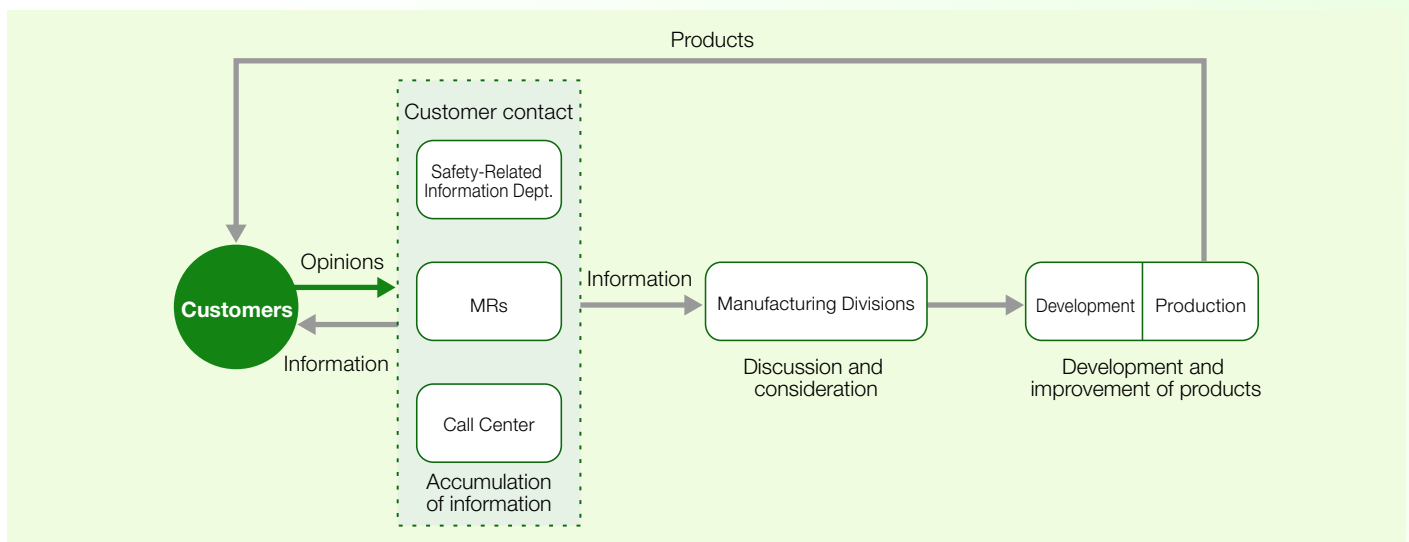 Products
Customer contact
Safety-Related
Information Dept.
Opinions
Customers
Information
MRs
Information
Manufacturing Divisions
Discussion and
consideration
Development
Production
Development and
improvement of products
Call Center
Accumulation
of information